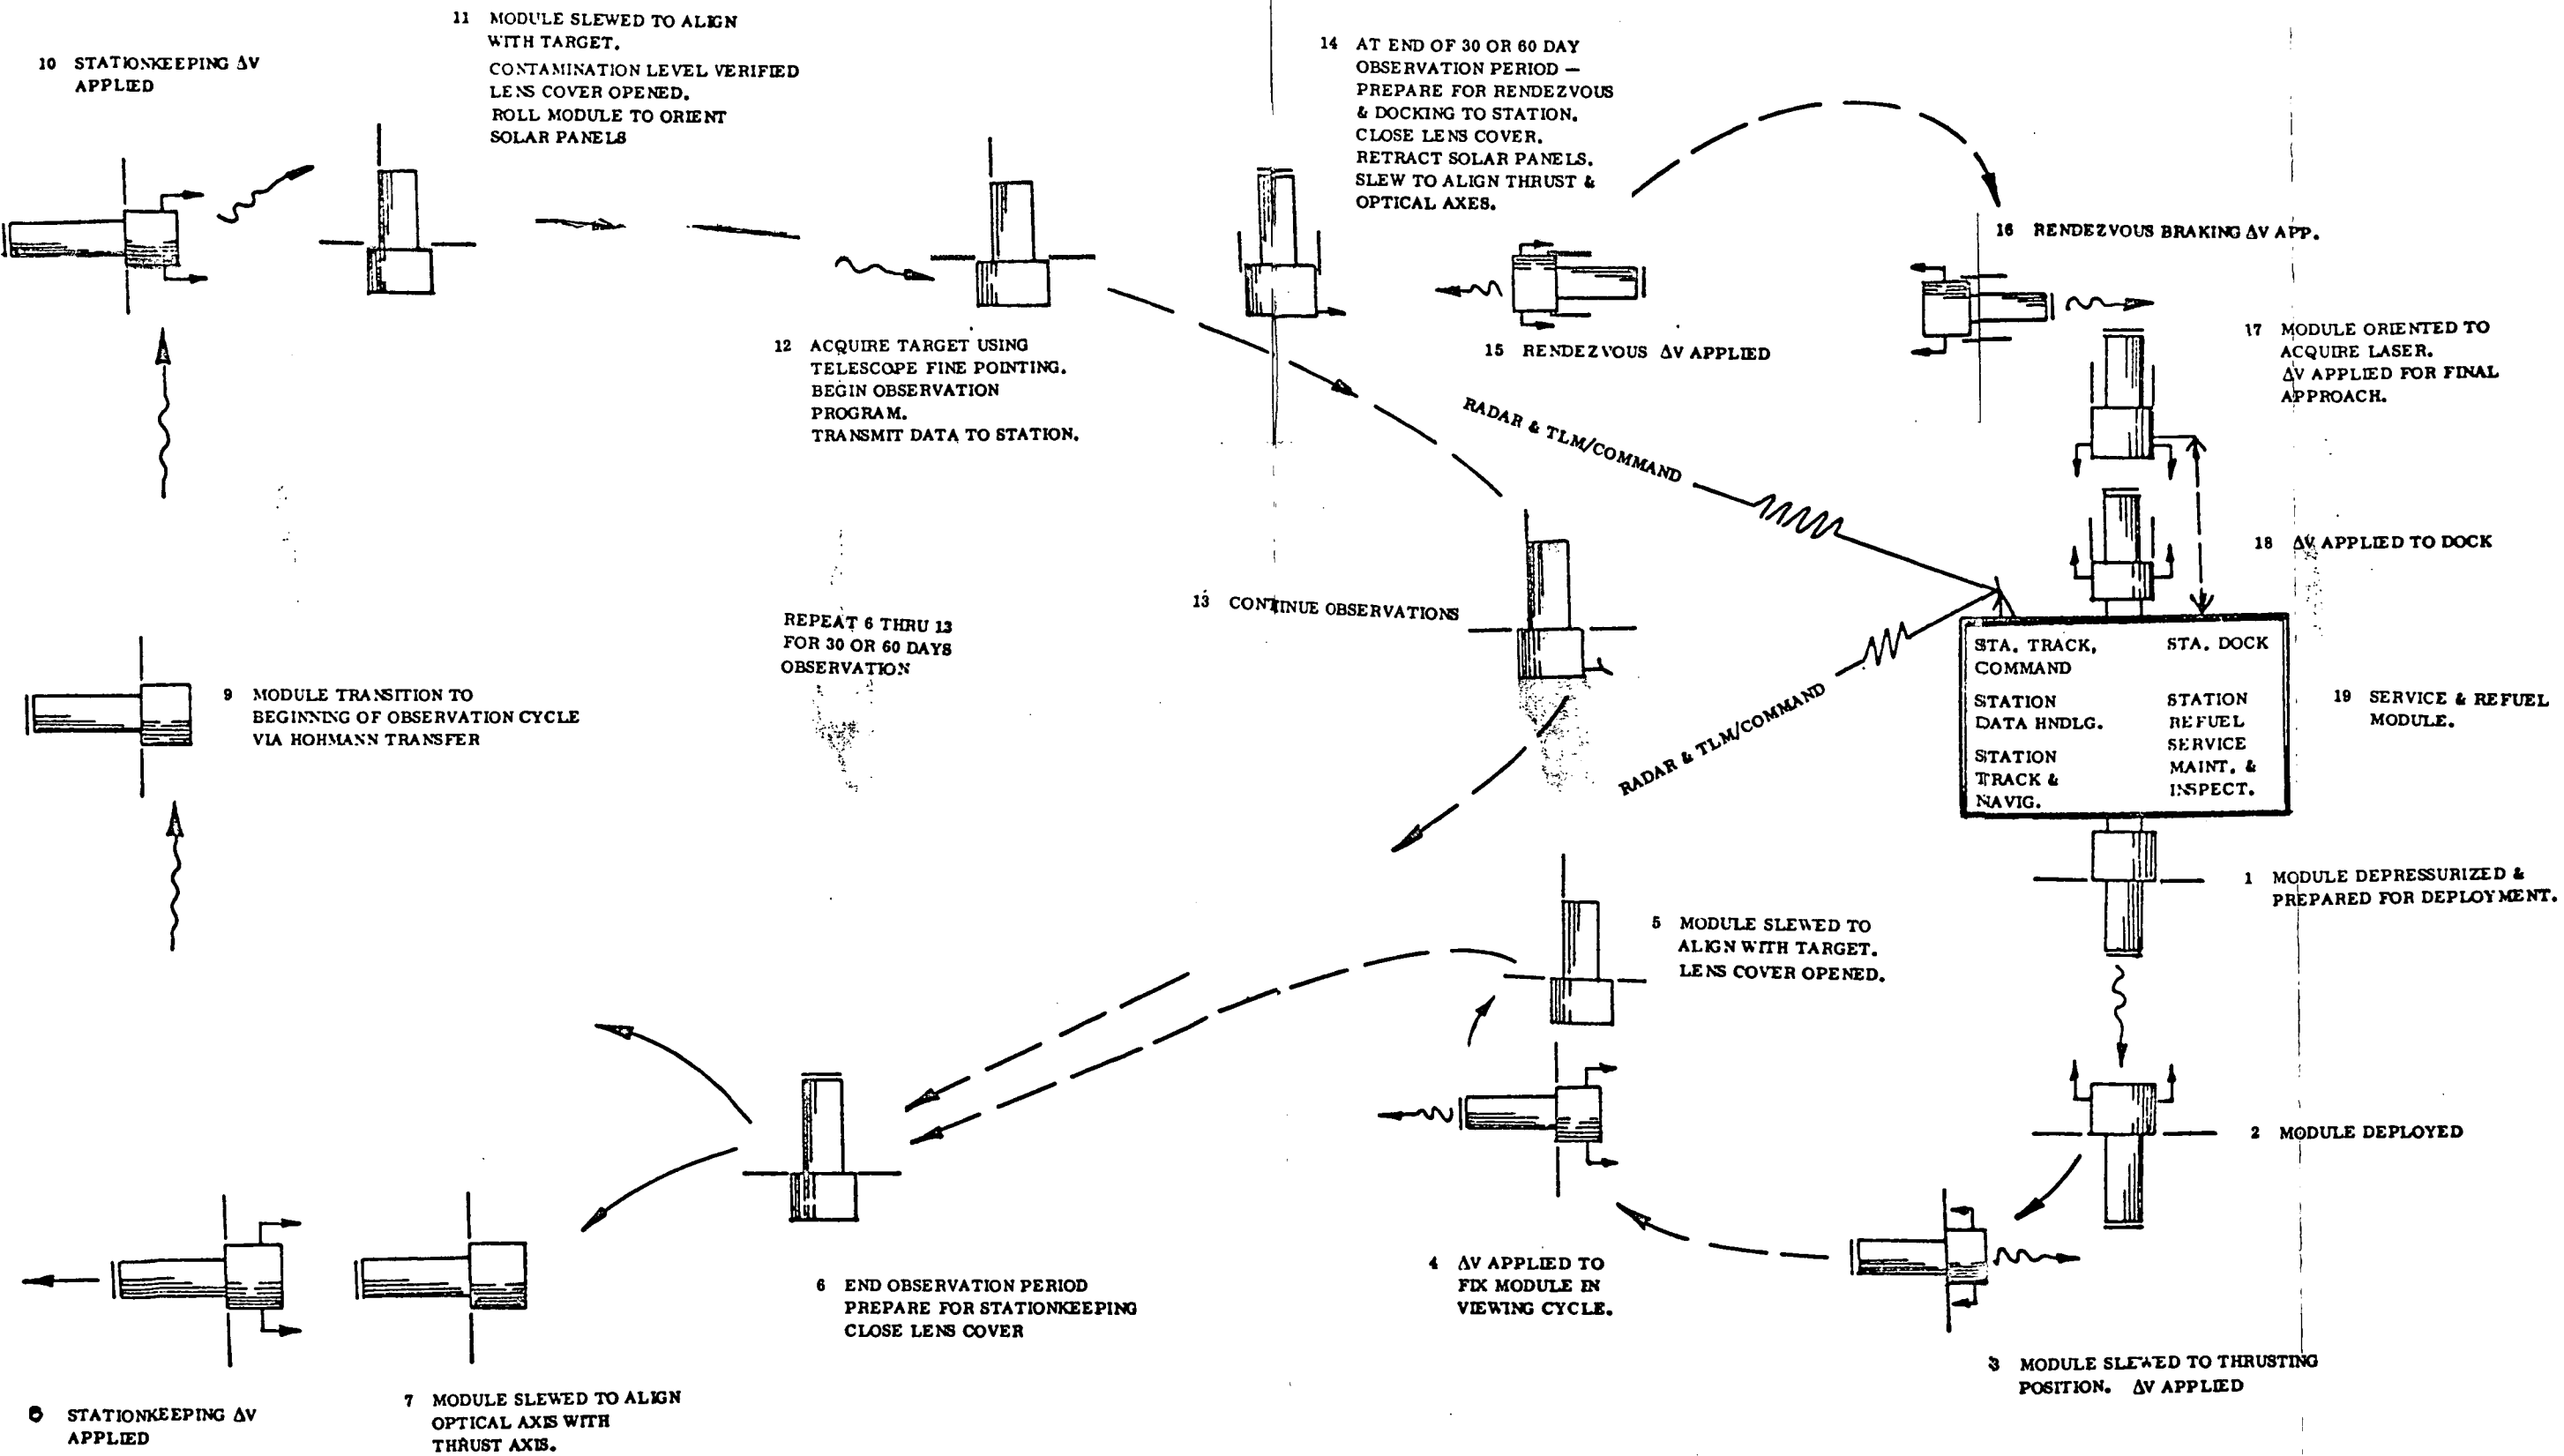 10 STATIONKEEPING ΔV
APPLIED
11 MODULE SLEWED TO ALIGN
WITH TARGET.
CONTAMINATION LEVEL VERIFIED
LENS COVER OPENED.
ROLL MODULE TO ORIENT
SOLAR PANELS
14 AT END OF 30 OR 60 DAY
OBSERVATION PERIOD —
PREPARE FOR RENDEZVOUS
& DOCKING TO STATION.
CLOSE LENS COVER.
RETRACT SOLAR PANELS.
SLEW TO ALIGN THRUST &
OPTICAL AXES.
16 RENDEZVOUS BRAKING ΔV APP.
12 ACQUIRE TARGET USING
TELESCOPE FINE POINTING.
BEGIN OBSERVATION
PROGRAM.
TRANSMIT DATA TO STATION.
15 RENDEZVOUS ΔV APPLIED
17 MODULE ORIENTED TO
ACQUIRE LASER.
ΔV APPLIED FOR FINAL
APPROACH.
RADAR & TLM/COMMAND
18 ΔV APPLIED TO DOCK
13 CONTINUE OBSERVATIONS
REPEAT 6 THRU 13
FOR 30 OR 60 DAYS
OBSERVATION
9 MODULE TRANSITION TO
BEGINNING OF OBSERVATION CYCLE
VIA HOHMANN TRANSFER
RADAR & TLM/COMMAND
STA. TRACK,
COMMAND
STATION
DATA HNDLG.
STATION
TRACK &
NAVIG.
STA. DOCK
STATION
REFUEL
SERVICE
MAINT. &
INSPECT.
19 SERVICE & REFUEL
MODULE.
1 MODULE DEPRESSURIZED &
PREPARED FOR DEPLOYMENT.
5 MODULE SLEWED TO
ALIGN WITH TARGET.
LENS COVER OPENED.
2 MODULE DEPLOYED
4 ΔV APPLIED TO
FIX MODULE IN
VIEWING CYCLE.
6 END OBSERVATION PERIOD
PREPARE FOR STATIONKEEPING
CLOSE LENS COVER
3 MODULE SLEWED TO THRUSTING
POSITION. ΔV APPLIED
7 MODULE SLEWED TO ALIGN
OPTICAL AXIS WITH
THRUST AXIS.
8 STATIONKEEPING ΔV
APPLIED